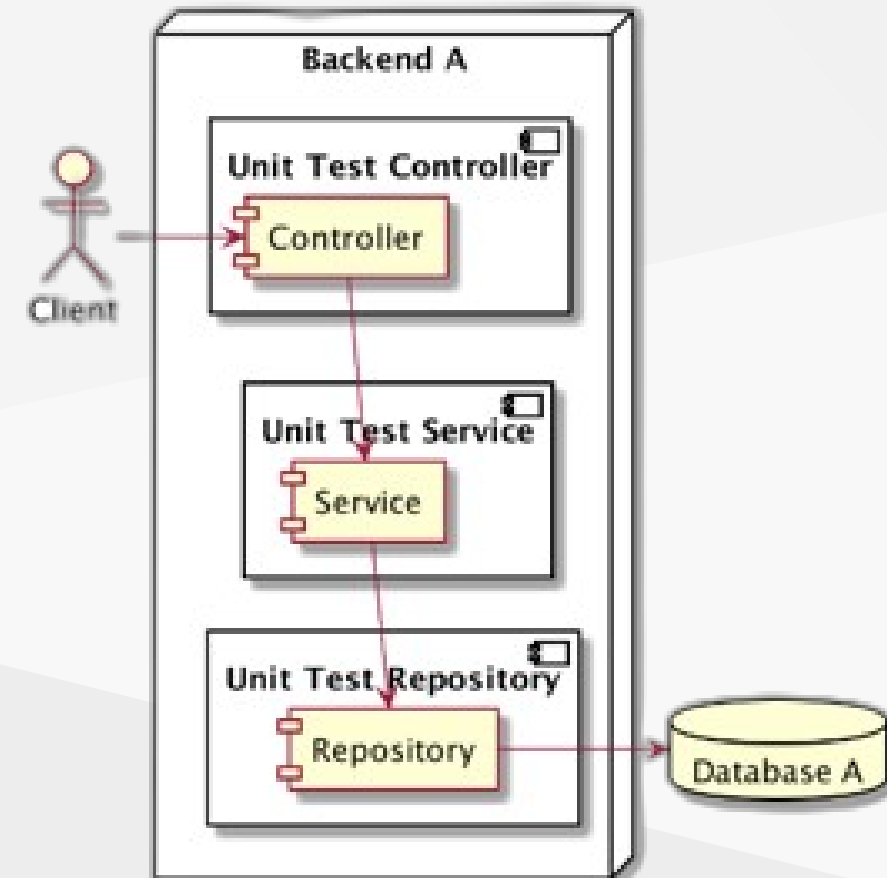 Backend A
Unit Test Controller
Controller
Client
Unit Test Service
Service
Unit Test Repository
Repository
Database A